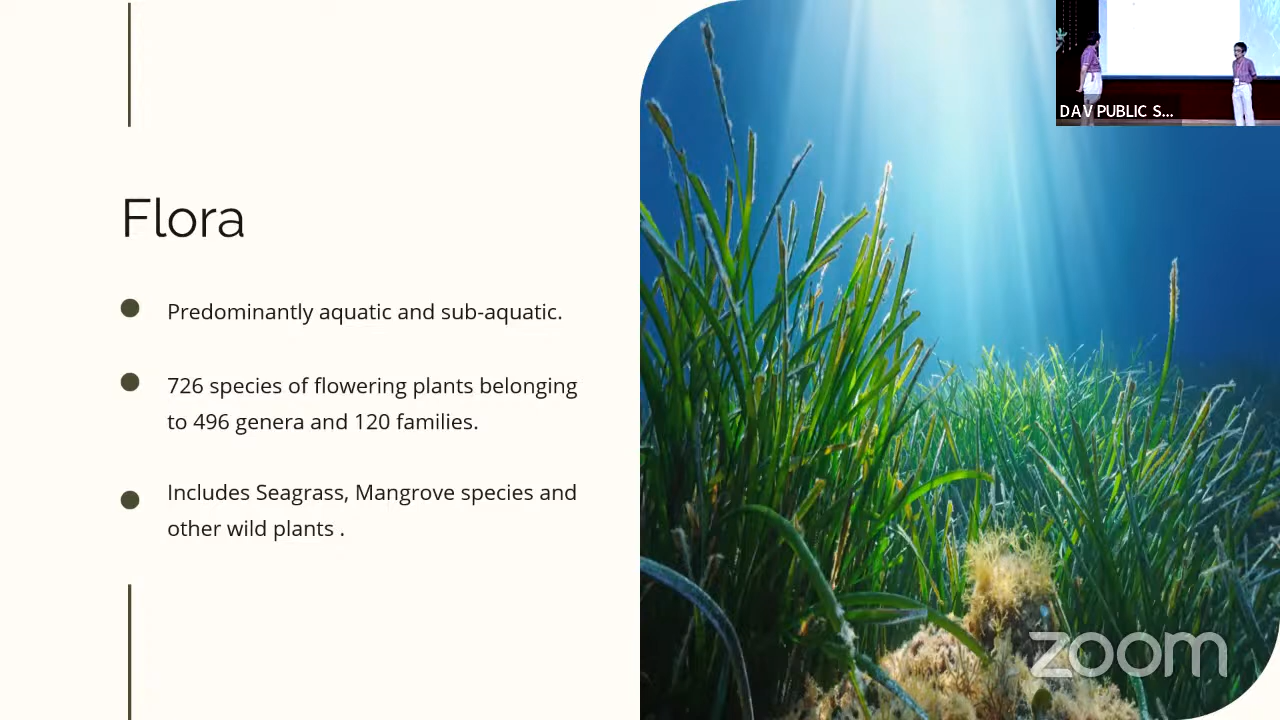 DAV PUBLIC S...
Flora
Predominantly aquatic and sub-aquatic.
726 species of flowering plants belonging
to 496 genera and 120 families.
Includes Seagrass, Mangrove species and
other wild plants .
zoom